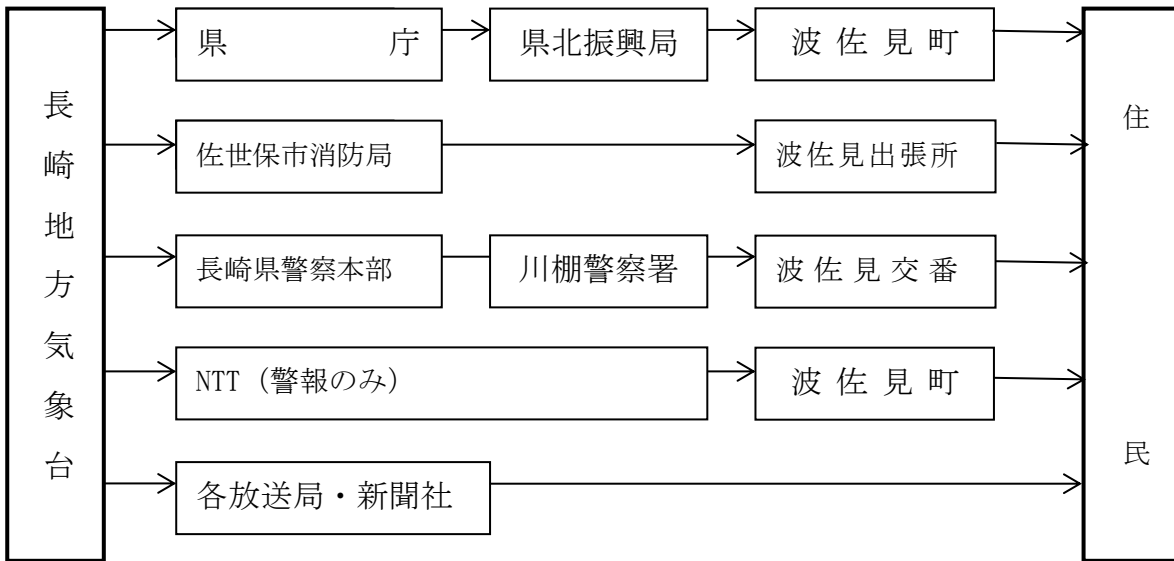 長崎地方気象台
県庁
県北振興局
波佐見町
佐世保市消防局
波佐見出張所
長崎県警察本部
川棚警察署
波佐見交番
NTT（警報のみ）
波佐見町
各放送局・新聞社
住民